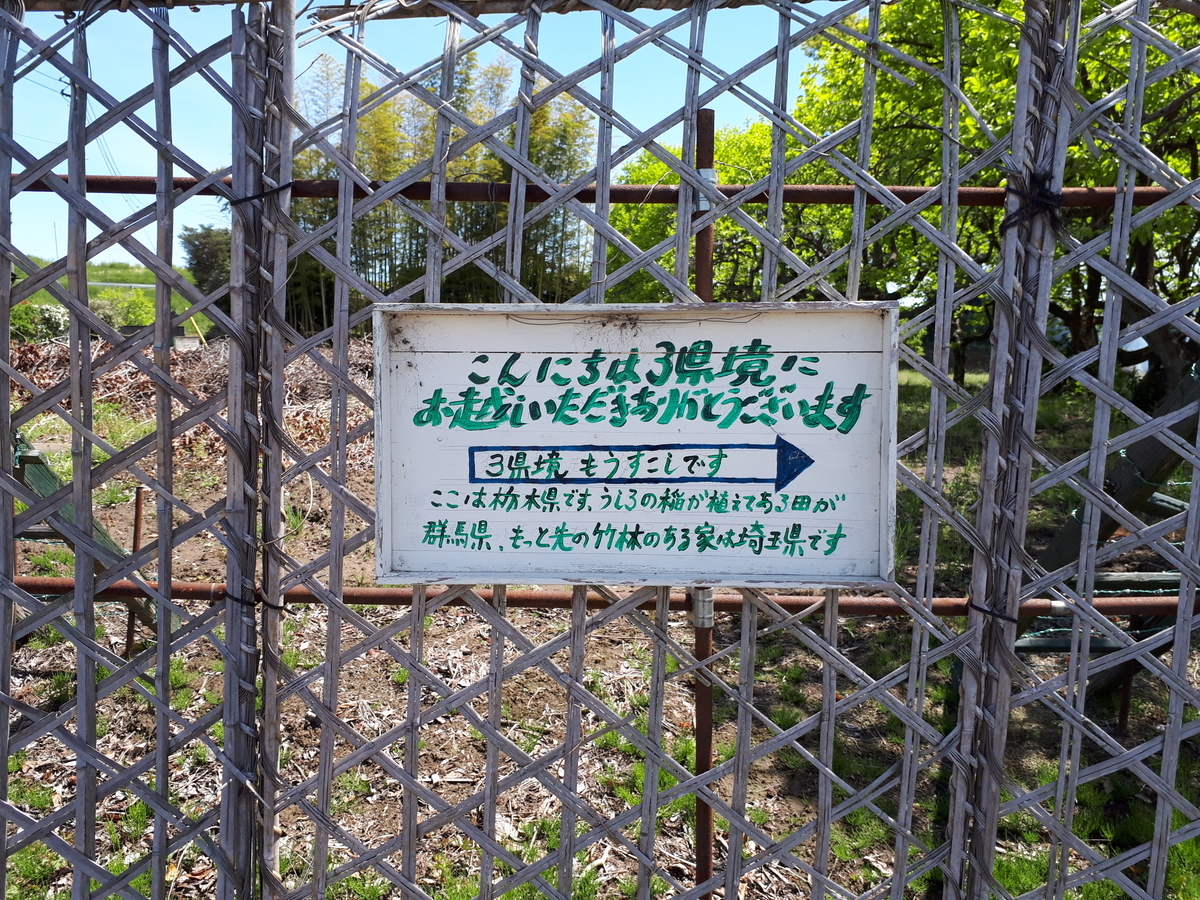 こんにちは3県境に
お越しいただきありがとうございます
3県境 もうすこしです
ここは栃木県です、うしろの稲が植えてある田が
群馬県、もっと先の竹林のある家は埼玉県です